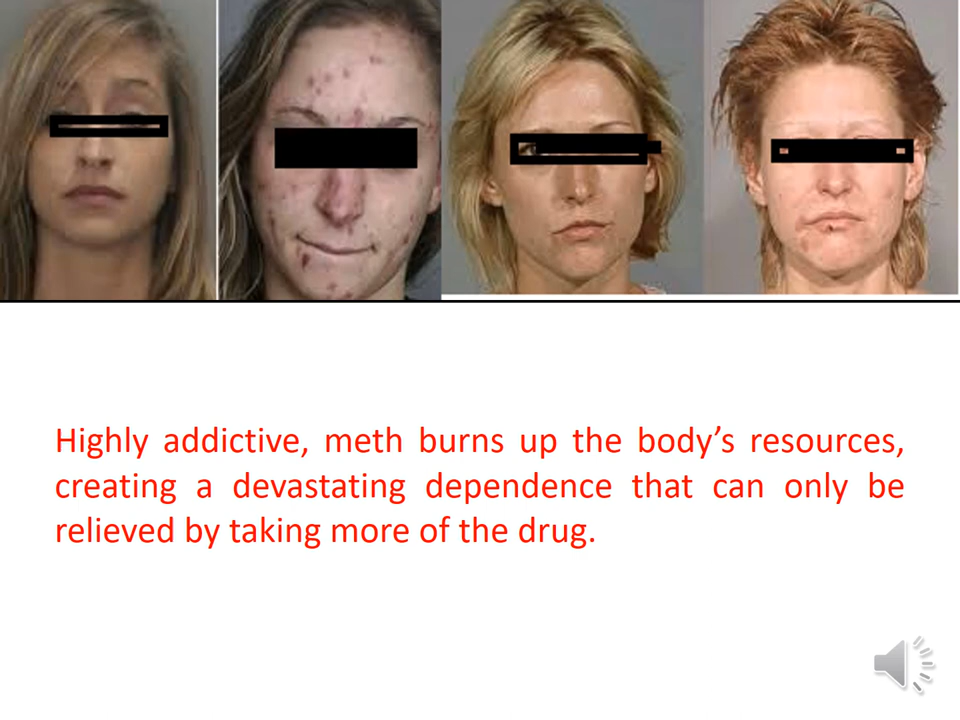 Highly addictive, meth burns up the body’s resources,
creating a devastating dependence that can only be
relieved by taking more of the drug.